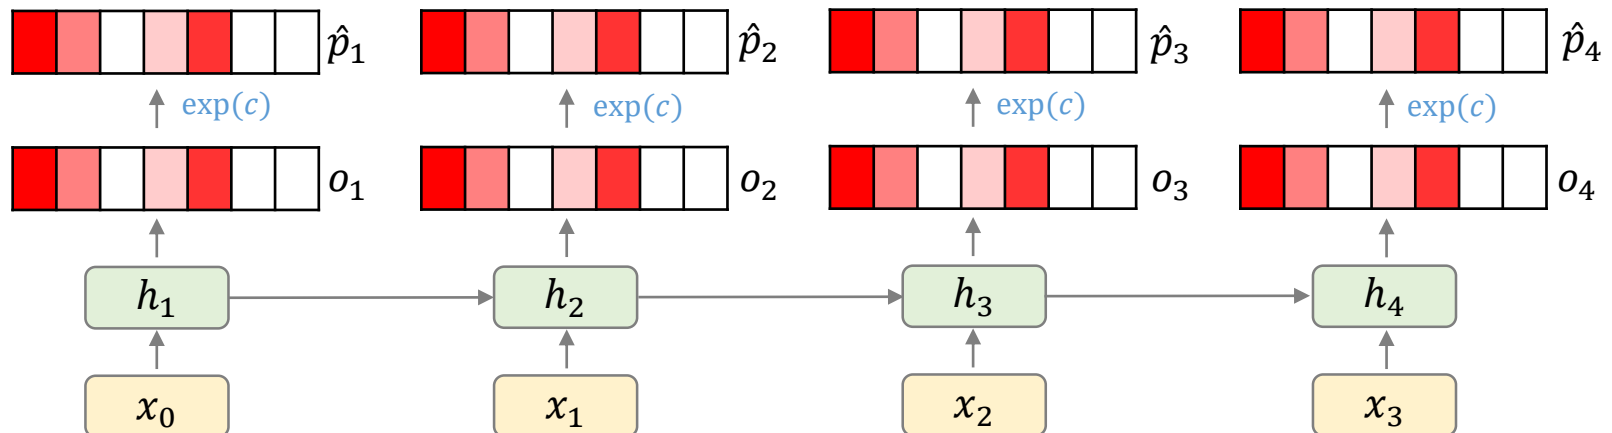 p̂₁ p̂₂ p̂₃ p̂₄
exp(c) exp(c) exp(c) exp(c)
o₁ o₂ o₃ o₄
h₁ h₂ h₃ h₄
x₀ x₁ x₂ x₃